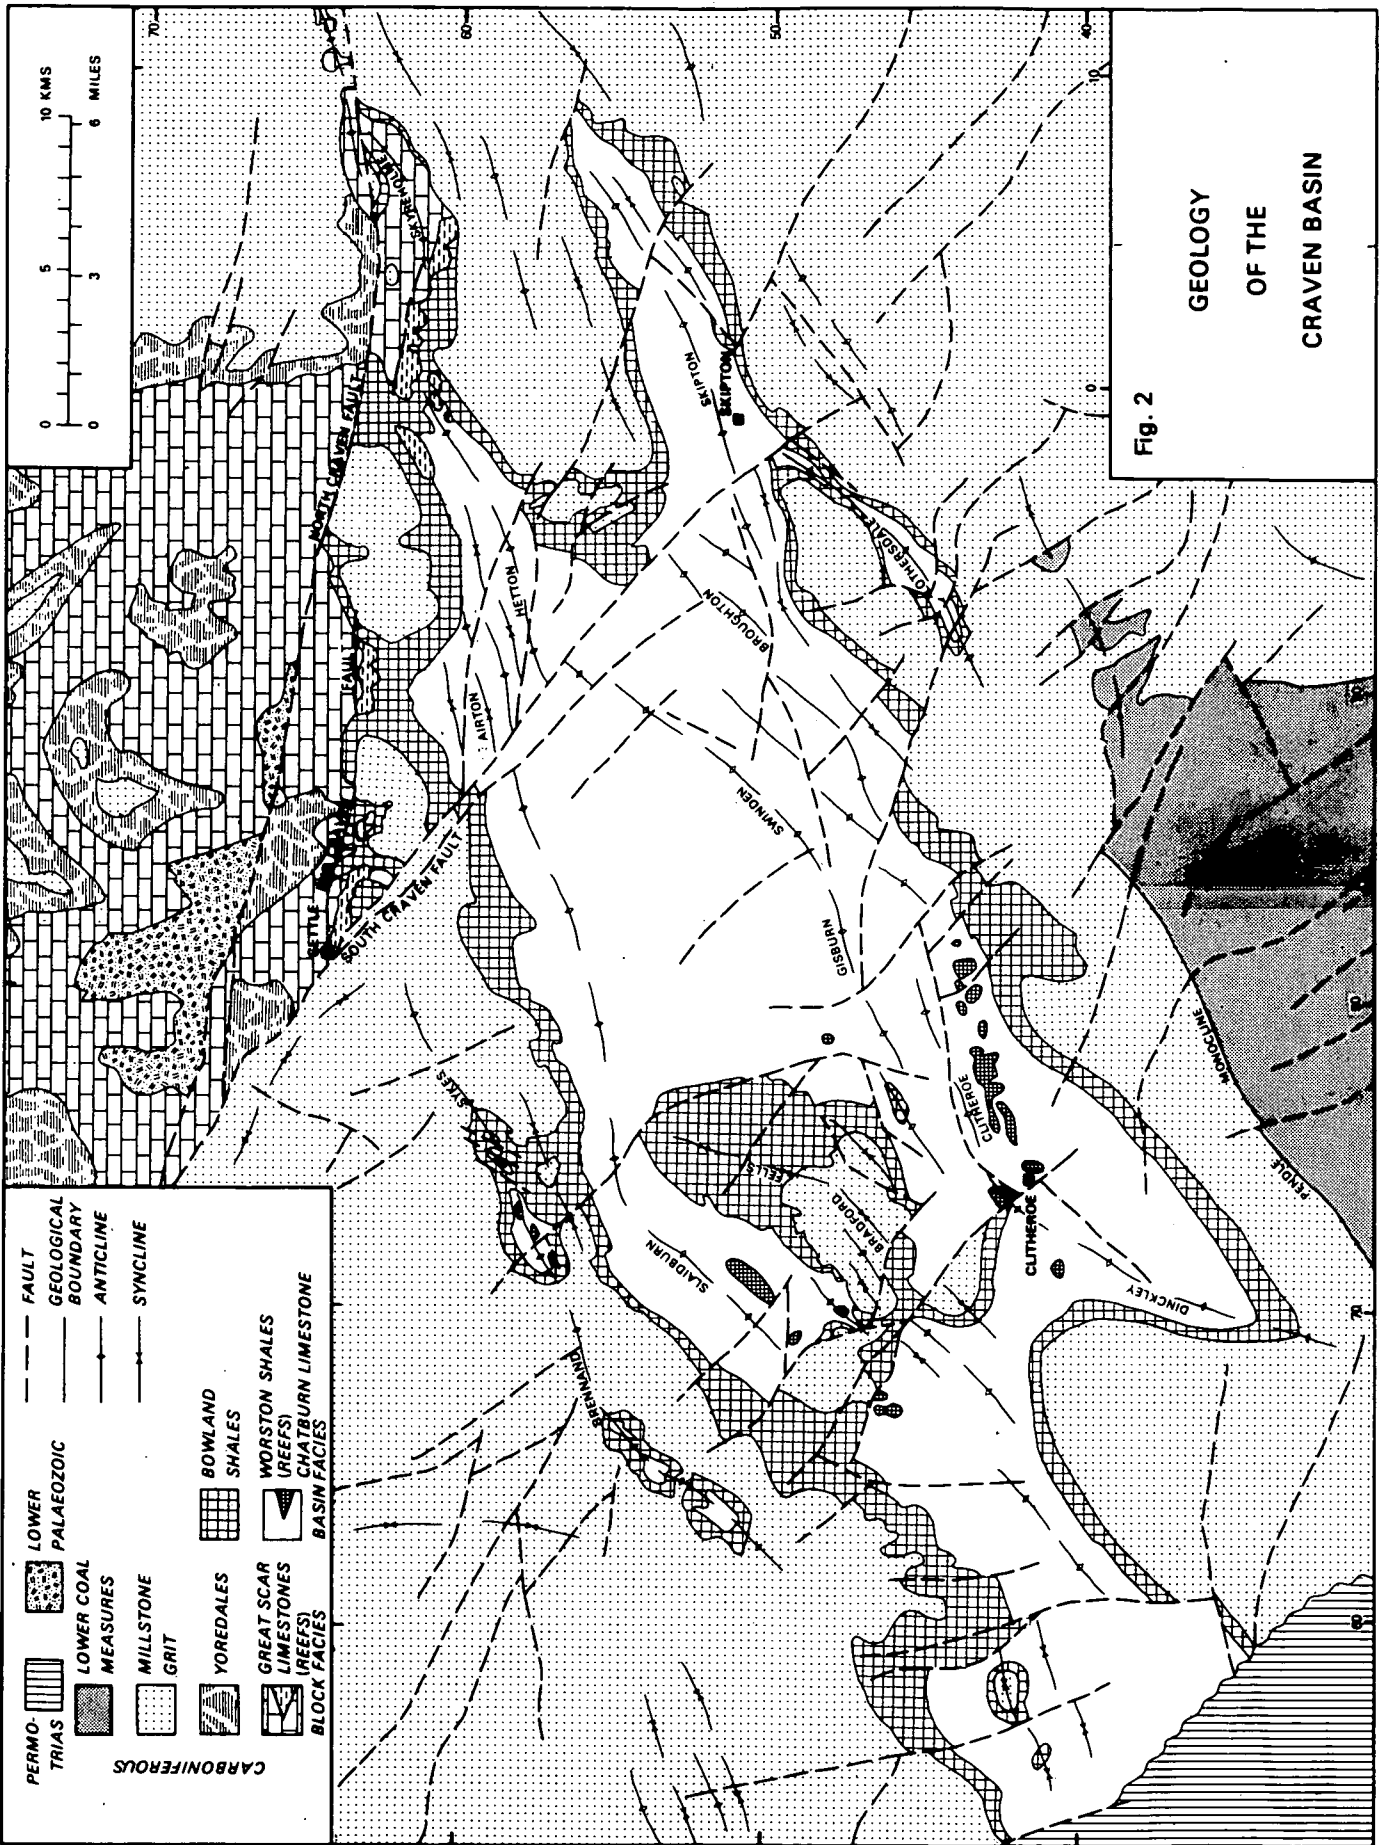 PERMO-
TRIAS
LOWER
PALAEOZOIC
CARBONIFEROUS
LOWER COAL
MEASURES
MILLSTONE
GRIT
YOREDALES
BOWLAND
SHALES
GREAT SCAR
LIMESTONES
(REEFS)
BLOCK FACIES
WORSTON SHALES
(REEFS)
CHATBURN LIMESTONE
BASIN FACIES
FAULT
GEOLOGICAL
BOUNDARY
ANTICLINE
SYNCLINE
0 5 10 KMS
0 3 6 MILES
70
60
50
40
NORTH CRAVEN FAULT
FAULT
SETTLE
SOUTH CRAVEN FAULT
SKYREHOLME
HETTON
AIRTON
SKIPTON
SKIPTON
BROUGHTON
LOTHERSDALE
SWINDEN
GISBURN
SYKES
SLAIDBURN
BRENNAND
BRADFORD
FELLS
CLITHEROE
CLITHEROE
DINCKLEY
PENDLE
MONOCLINE
70
80
90
0
10
Fig. 2
GEOLOGY
OF THE
CRAVEN BASIN